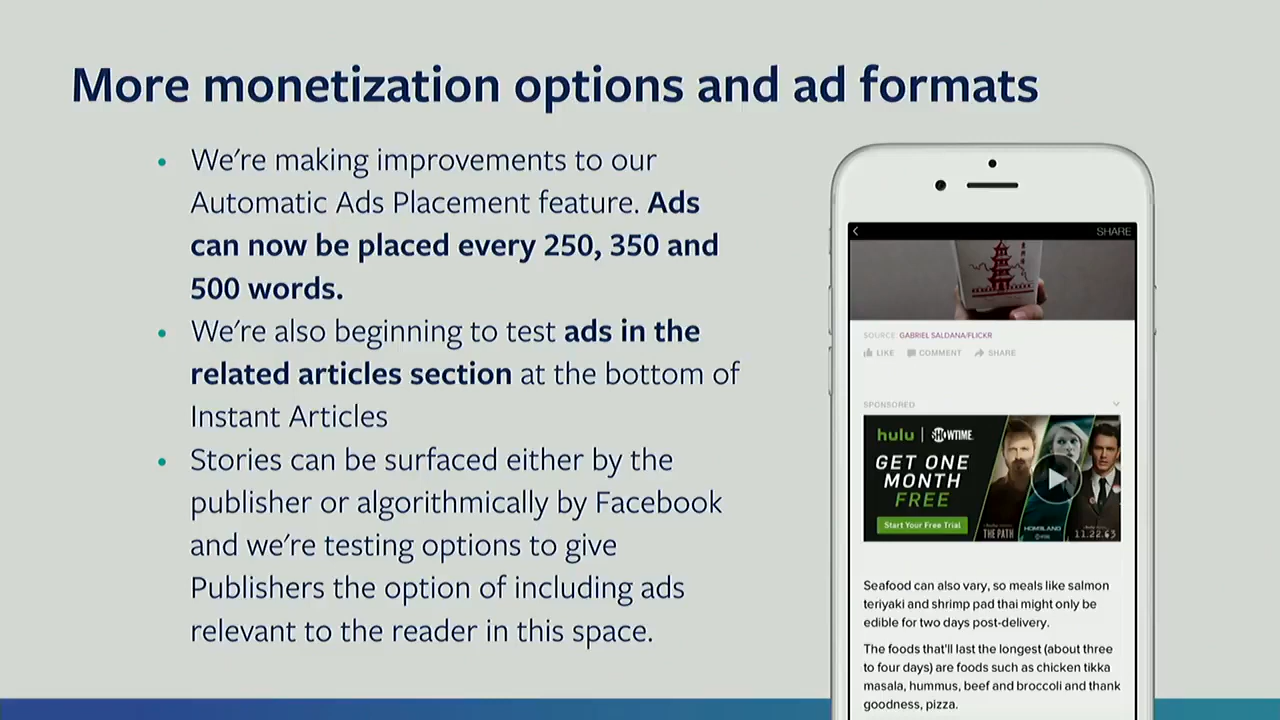 More monetization options and ad formats
• We're making improvements to our
Automatic Ads Placement feature. Ads
can now be placed every 250, 350 and
500 words.
• We're also beginning to test ads in the
related articles section at the bottom of
Instant Articles
• Stories can be surfaced either by the
publisher or algorithmically by Facebook
and we're testing options to give
Publishers the option of including ads
relevant to the reader in this space.
SHARE
SOURCE: GABRIEL SALDANA/FLICKR
LIKE COMMENT SHARE
SPONSORED
hulu | SHOWTIME
GET ONE
MONTH
FREE
Start Your Free Trial
THE PATH
HOMELAND
11.22.63
Seafood can also vary, so meals like salmon
teriyaki and shrimp pad thai might only be
edible for two days post-delivery.
The foods that'll last the longest (about three
to four days) are foods such as chicken tikka
masala, hummus, beef and broccoli and thank
goodness, pizza.